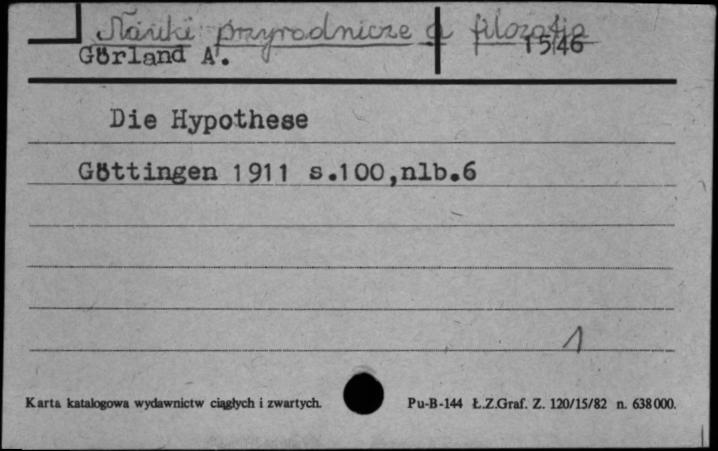 Nauki przyrodnicze a filozofia
Görland A. 1546
Die Hypothese
Göttingen 1911 s.100,nlb.6
1
Karta katalogowa wydawnictw ciągłych i zwartych. Pu-B-144 Ł.Z.Graf. Z. 120/15/82 n. 638000.